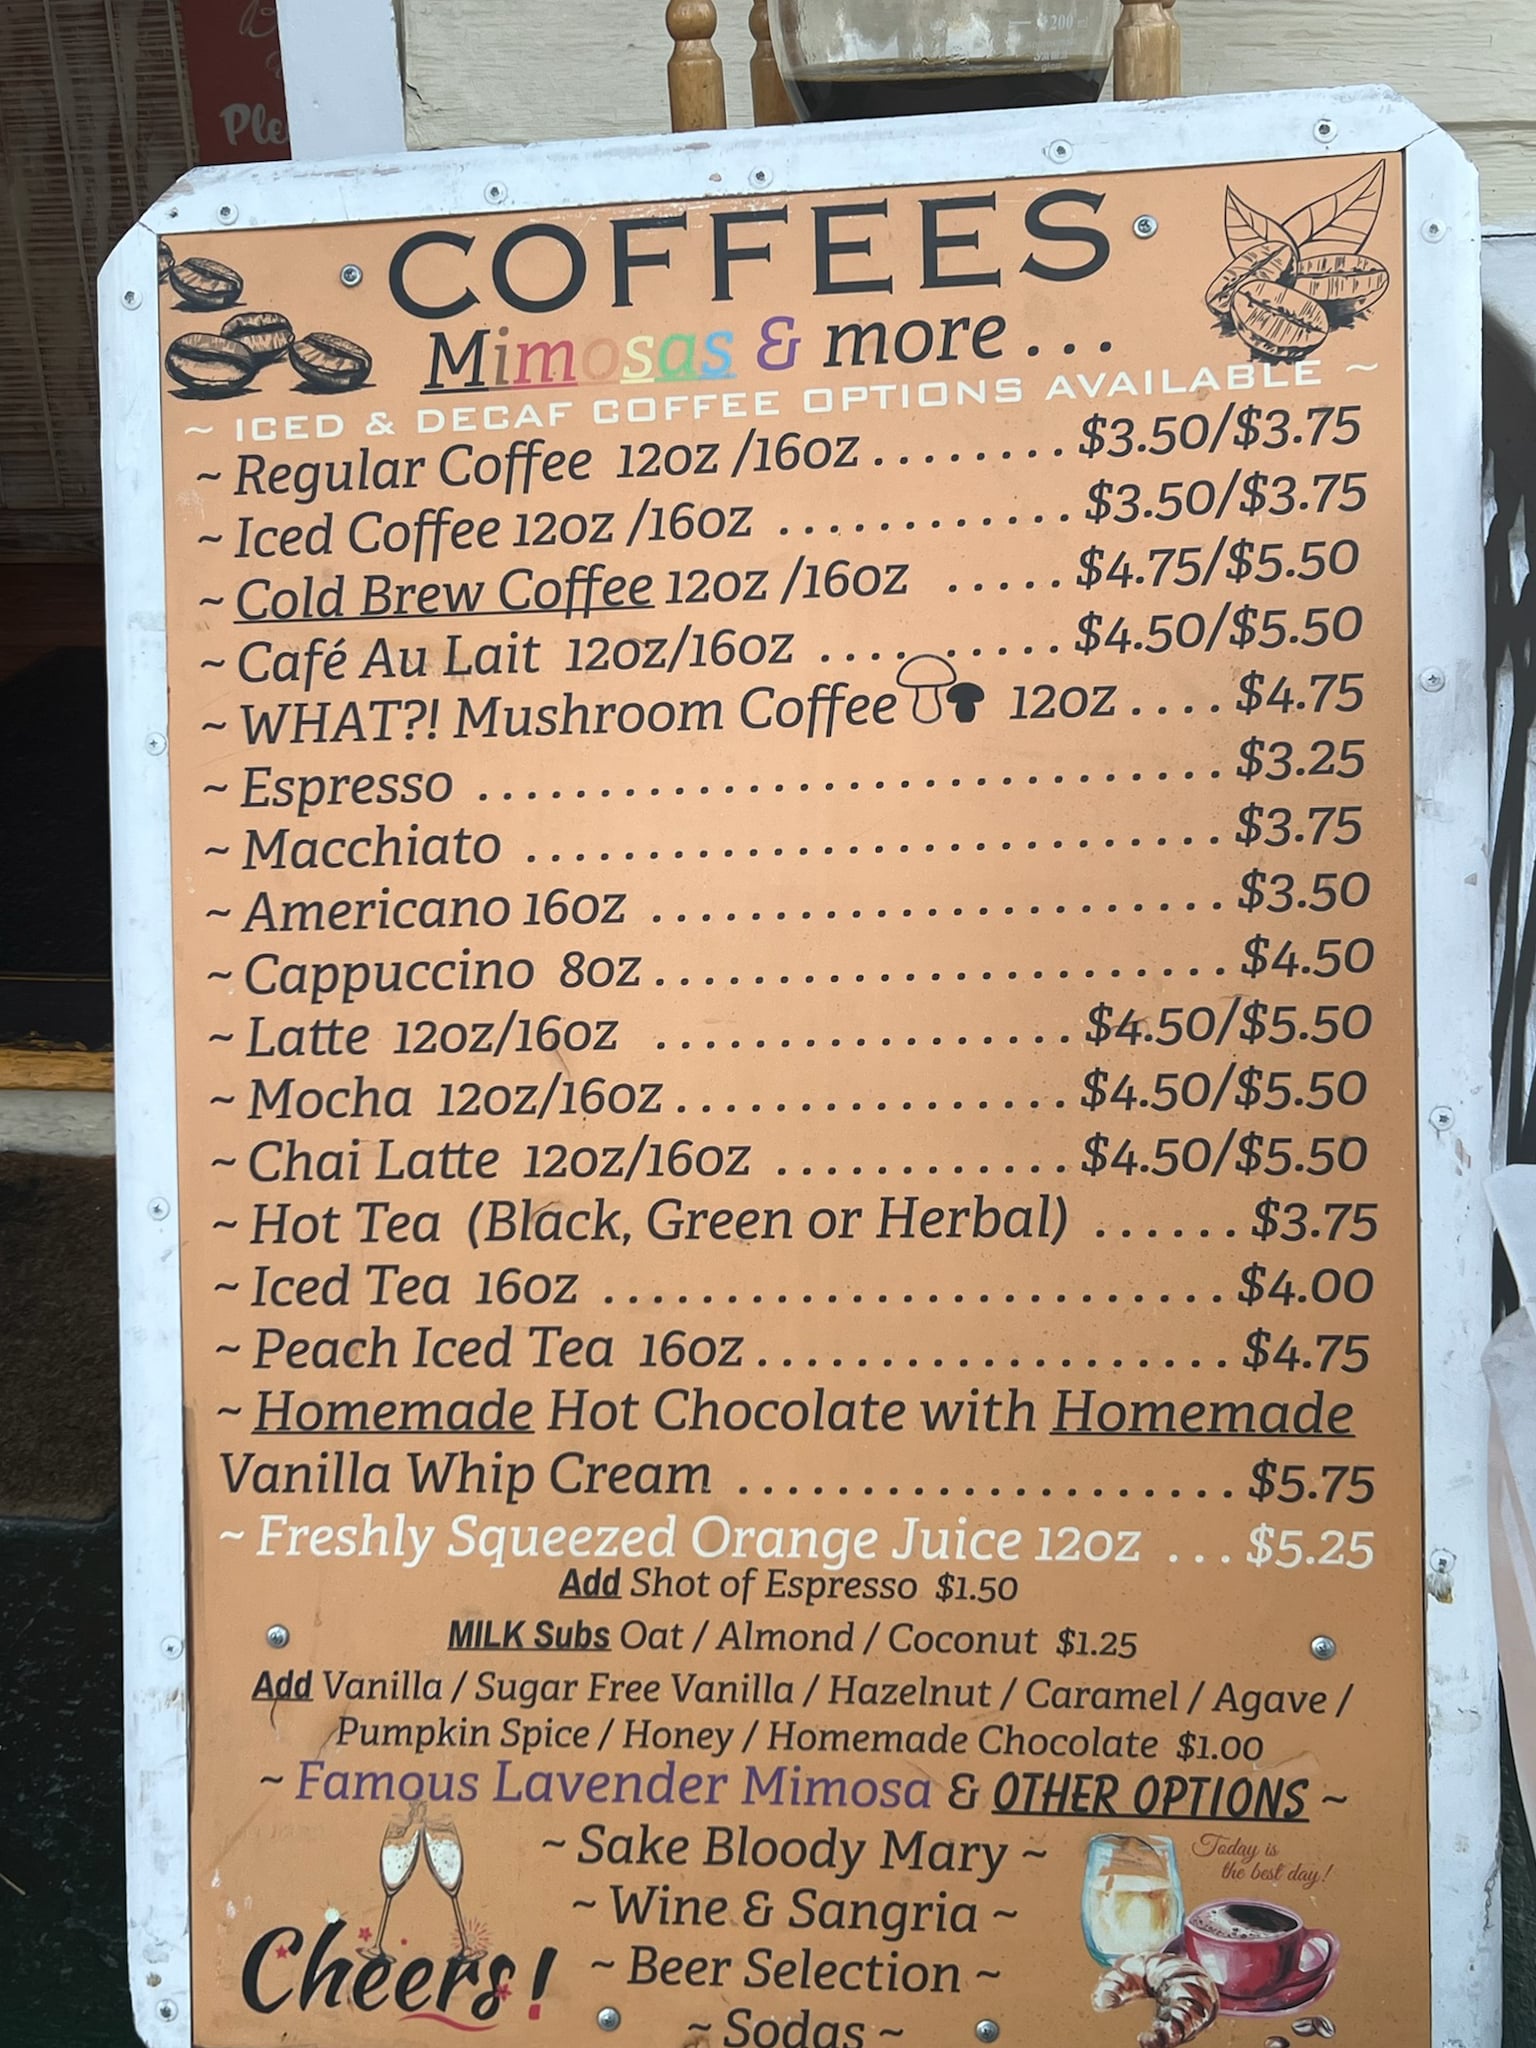 Ple
COFFEES
Mimosas & more...
~ ICED & DECAF COFFEE OPTIONS AVAILABLE ~
~ Regular Coffee 12oz /16oz ........ $3.50/$3.75
~ Iced Coffee 12oz /16oz ............ $3.50/$3.75
~ Cold Brew Coffee 12oz /16oz ..... $4.75/$5.50
~ Café Au Lait 12oz/16oz ......... $4.50/$5.50
~ WHAT?! Mushroom Coffee 12oz .... $4.75
~ Espresso ........................... $3.25
~ Macchiato ......................... $3.75
~ Americano 16oz ..................... $3.50
~ Cappuccino 8oz ..................... $4.50
~ Latte 12oz/16oz .................. $4.50/$5.50
~ Mocha 12oz/16oz ................. $4.50/$5.50
~ Chai Latte 12oz/16oz ............ $4.50/$5.50
~ Hot Tea (Black, Green or Herbal) ...... $3.75
~ Iced Tea 16oz ....................... $4.00
~ Peach Iced Tea 16oz .................. $4.75
~ Homemade Hot Chocolate with Homemade
Vanilla Whip Cream ................... $5.75
~ Freshly Squeezed Orange Juice 12oz ... $5.25
Add Shot of Espresso $1.50
MILK Subs Oat / Almond / Coconut $1.25
Add Vanilla / Sugar Free Vanilla / Hazelnut / Caramel / Agave /
Pumpkin Spice / Honey / Homemade Chocolate $1.00
~ Famous Lavender Mimosa & OTHER OPTIONS ~
~ Sake Bloody Mary ~
Today is
the best day!
~ Wine & Sangria ~
Cheers!
~ Beer Selection ~
~ Sodas ~